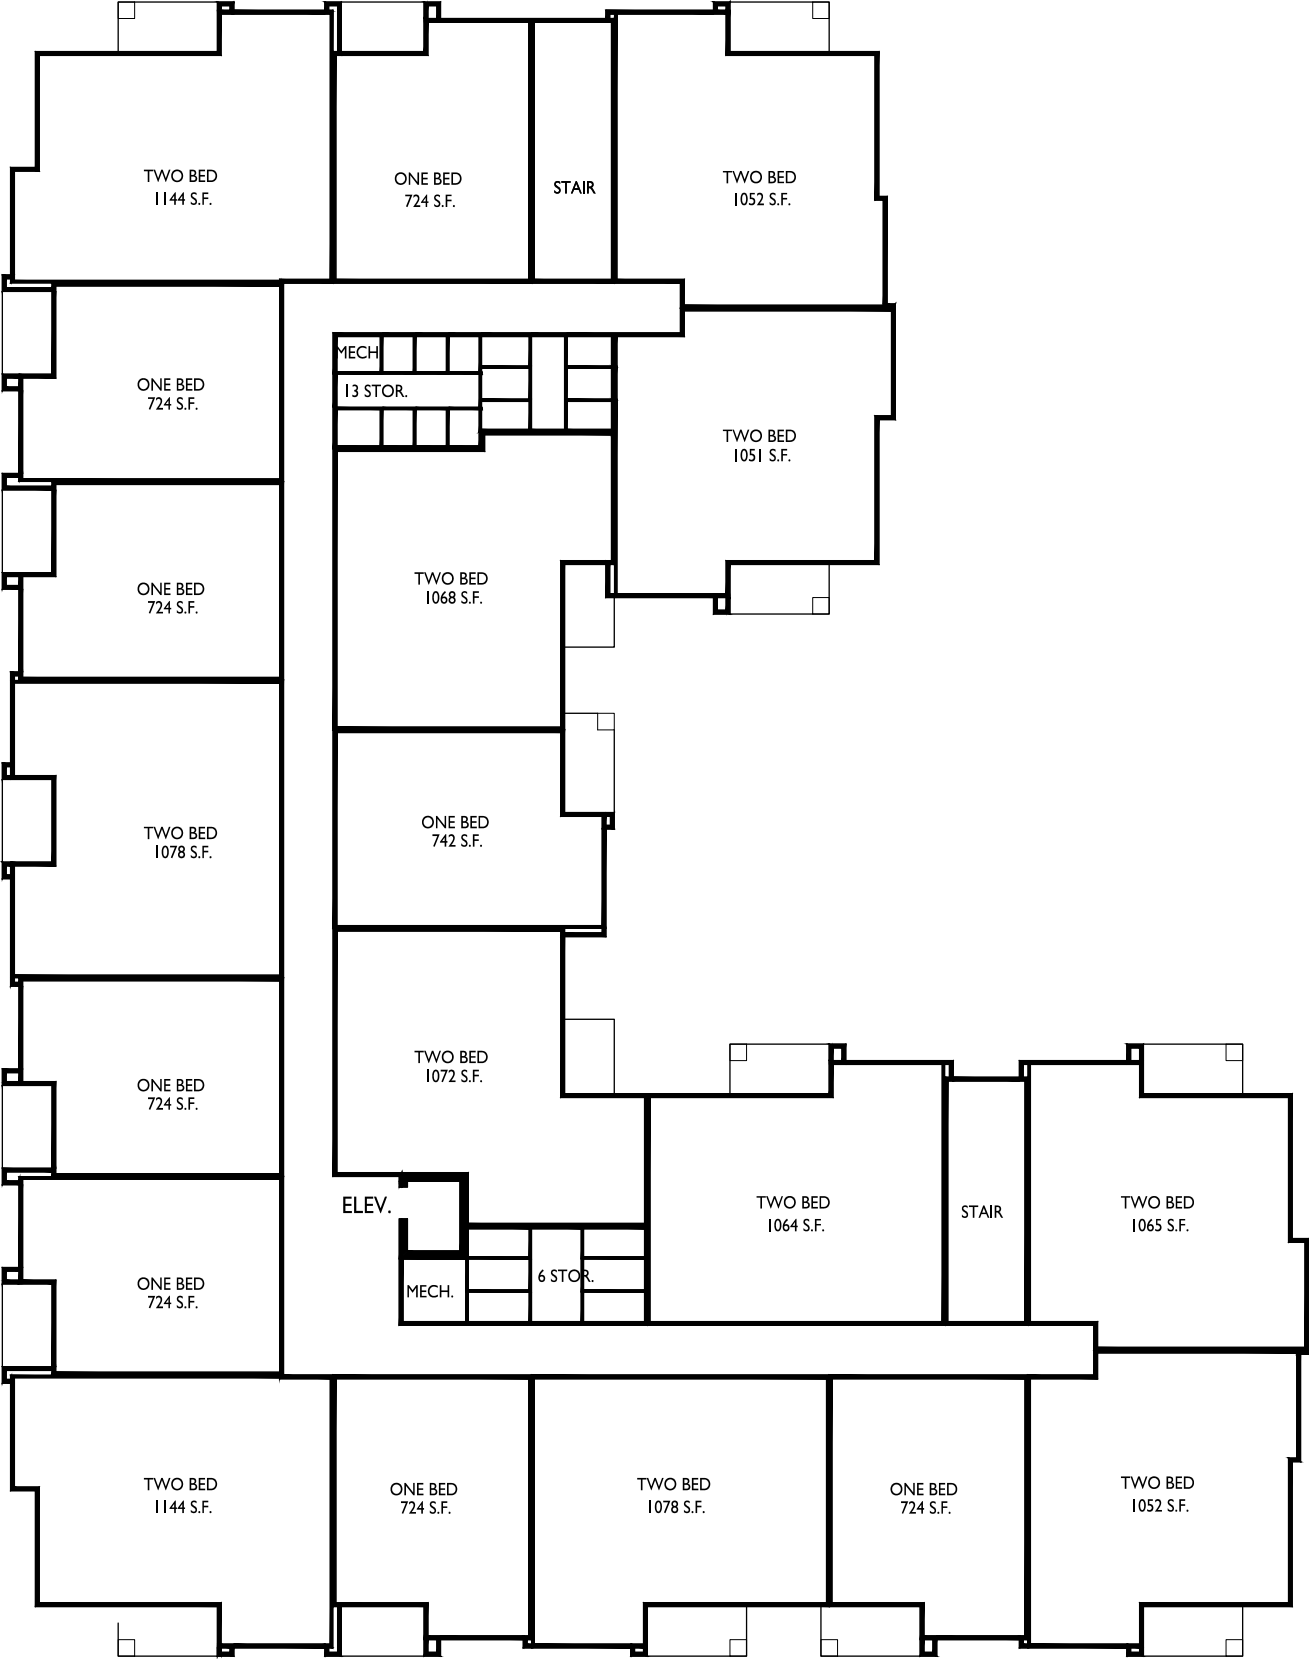 TWO BED
1144 S.F.
ONE BED
724 S.F.
STAIR
TWO BED
1052 S.F.
MECH
13 STOR.
ONE BED
724 S.F.
TWO BED
1051 S.F.
ONE BED
724 S.F.
TWO BED
1068 S.F.
TWO BED
1078 S.F.
ONE BED
742 S.F.
ONE BED
724 S.F.
TWO BED
1072 S.F.
ELEV.
TWO BED
1064 S.F.
STAIR
TWO BED
1065 S.F.
ONE BED
724 S.F.
MECH.
6 STOR.
TWO BED
1144 S.F.
ONE BED
724 S.F.
TWO BED
1078 S.F.
ONE BED
724 S.F.
TWO BED
1052 S.F.